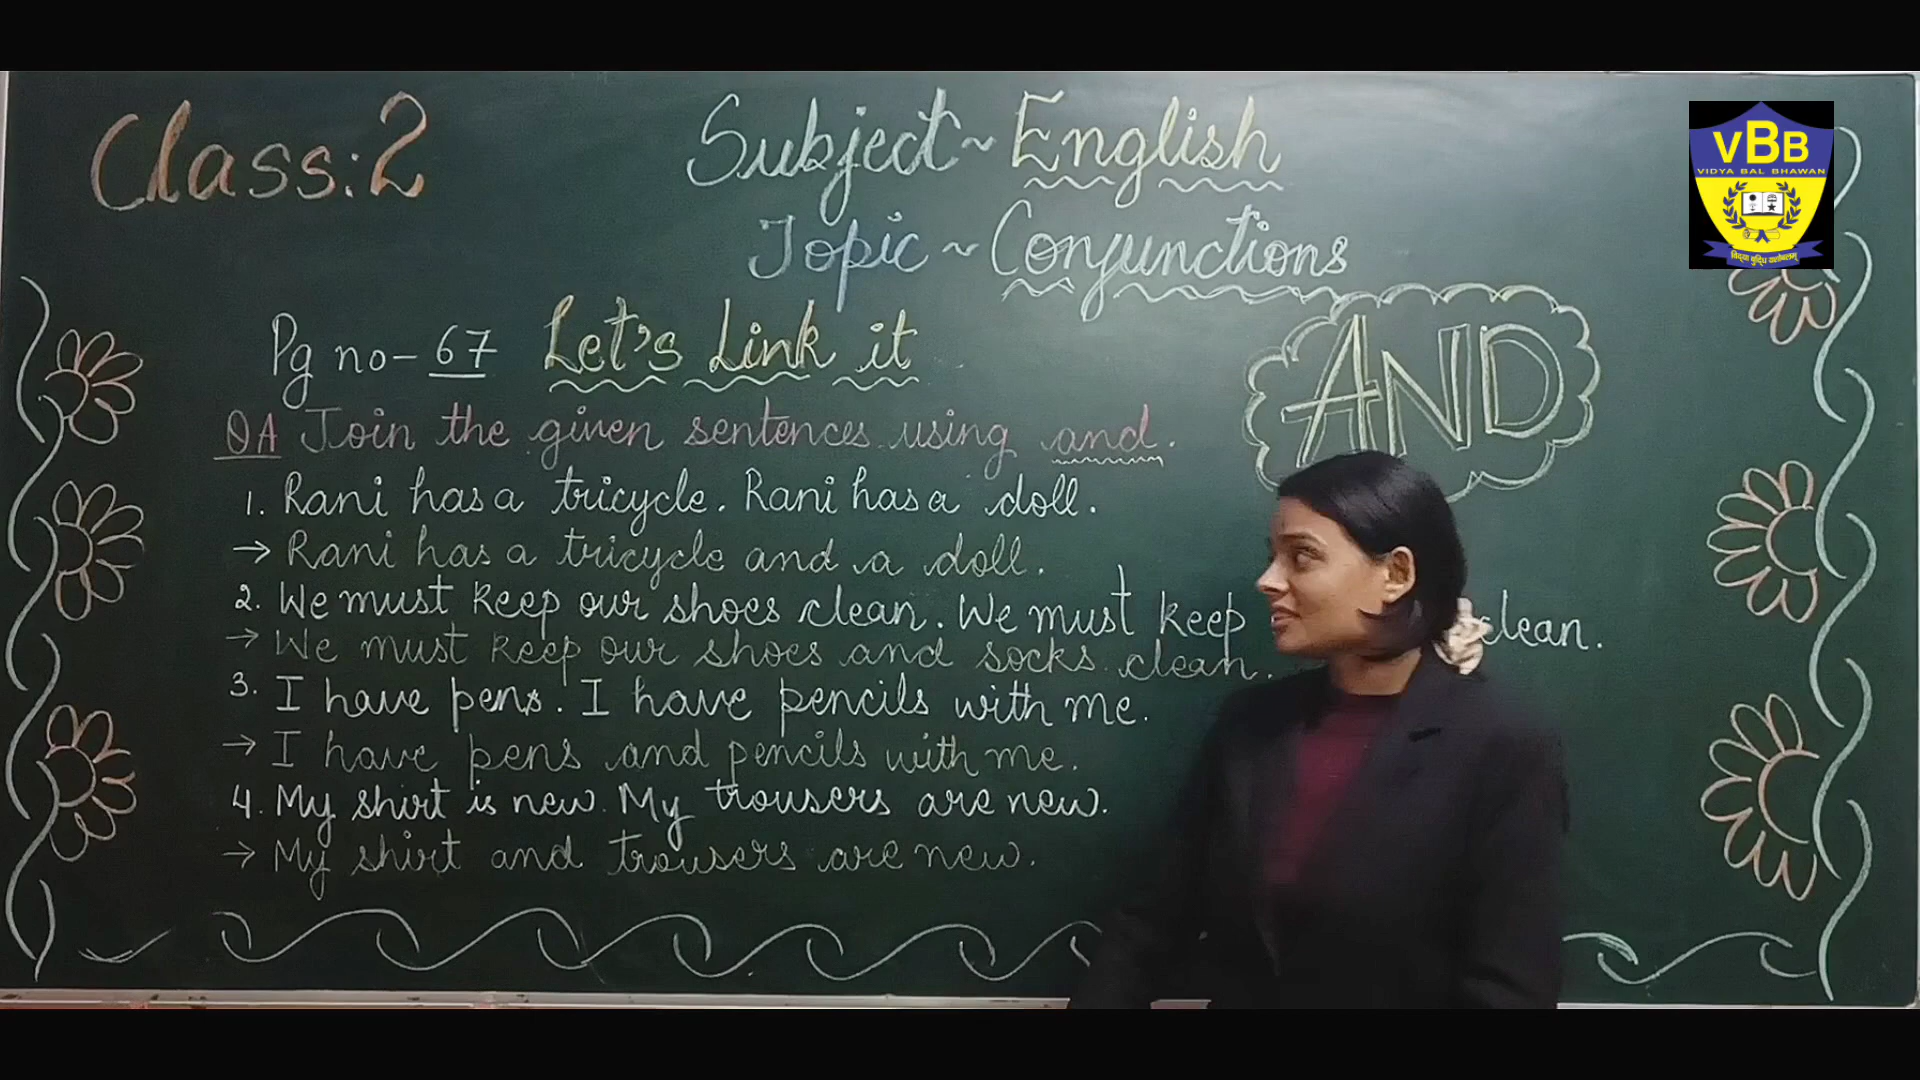 Class:2
Subject ~ English
Topic ~ Conjunctions
VBB
VIDYA BAL BHAWAN
Pg no - 67 Let's Link it
AND
QA Join the given sentences using and.
1. Rani has a tricycle. Rani has a doll.
→ Rani has a tricycle and a doll.
2. We must keep our shoes clean. We must keep clean.
→ We must keep our shoes and socks clean.
3. I have pens. I have pencils with me.
→ I have pens and pencils with me.
4. My shirt is new. My trousers are new.
→ My shirt and trousers are new.